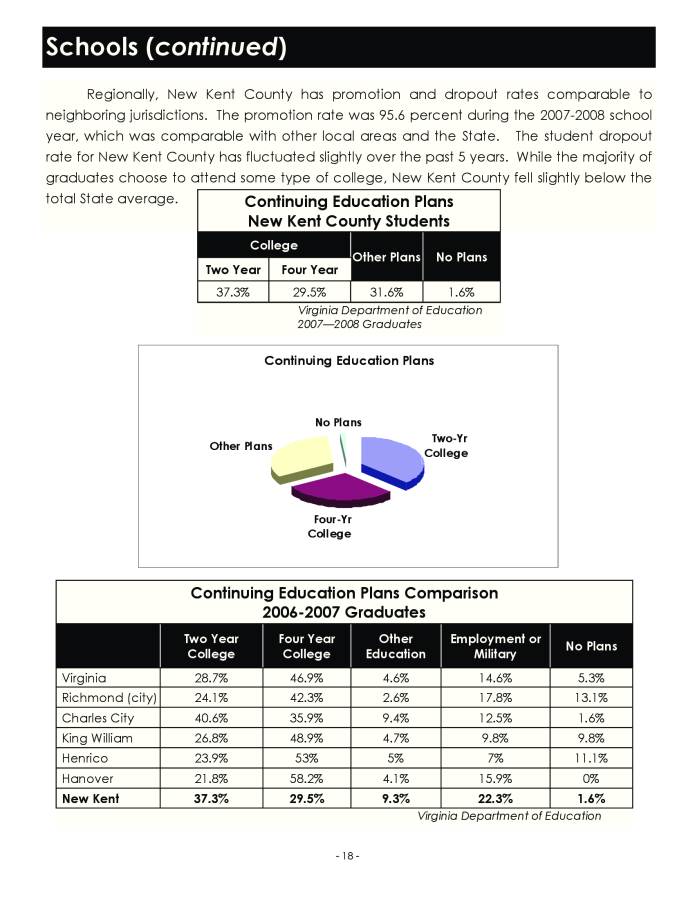 Schools (continued)
Regionally, New Kent County has promotion and dropout rates comparable to
neighboring jurisdictions. The promotion rate was 95.6 percent during the 2007-2008 school
year, which was comparable with other local areas and the State. The student dropout
rate for New Kent County has fluctuated slightly over the past 5 years. While the majority of
graduates choose to attend some type of college, New Kent County fell slightly below the
total State average.
Continuing Education Plans
New Kent County Students
College
Other Plans No Plans
Two Year Four Year
37.3% 29.5% 31.6% 1.6%
Virginia Department of Education
2007—2008 Graduates
Continuing Education Plans
No Plans
Two-Yr
College
Other Plans
Four-Yr
College
Continuing Education Plans Comparison
2006-2007 Graduates
Two Year College Four Year College Other Education Employment or Military No Plans
Virginia 28.7% 46.9% 4.6% 14.6% 5.3%
Richmond (city) 24.1% 42.3% 2.6% 17.8% 13.1%
Charles City 40.6% 35.9% 9.4% 12.5% 1.6%
King William 26.8% 48.9% 4.7% 9.8% 9.8%
Henrico 23.9% 53% 5% 7% 11.1%
Hanover 21.8% 58.2% 4.1% 15.9% 0%
New Kent 37.3% 29.5% 9.3% 22.3% 1.6%
Virginia Department of Education
- 18 -